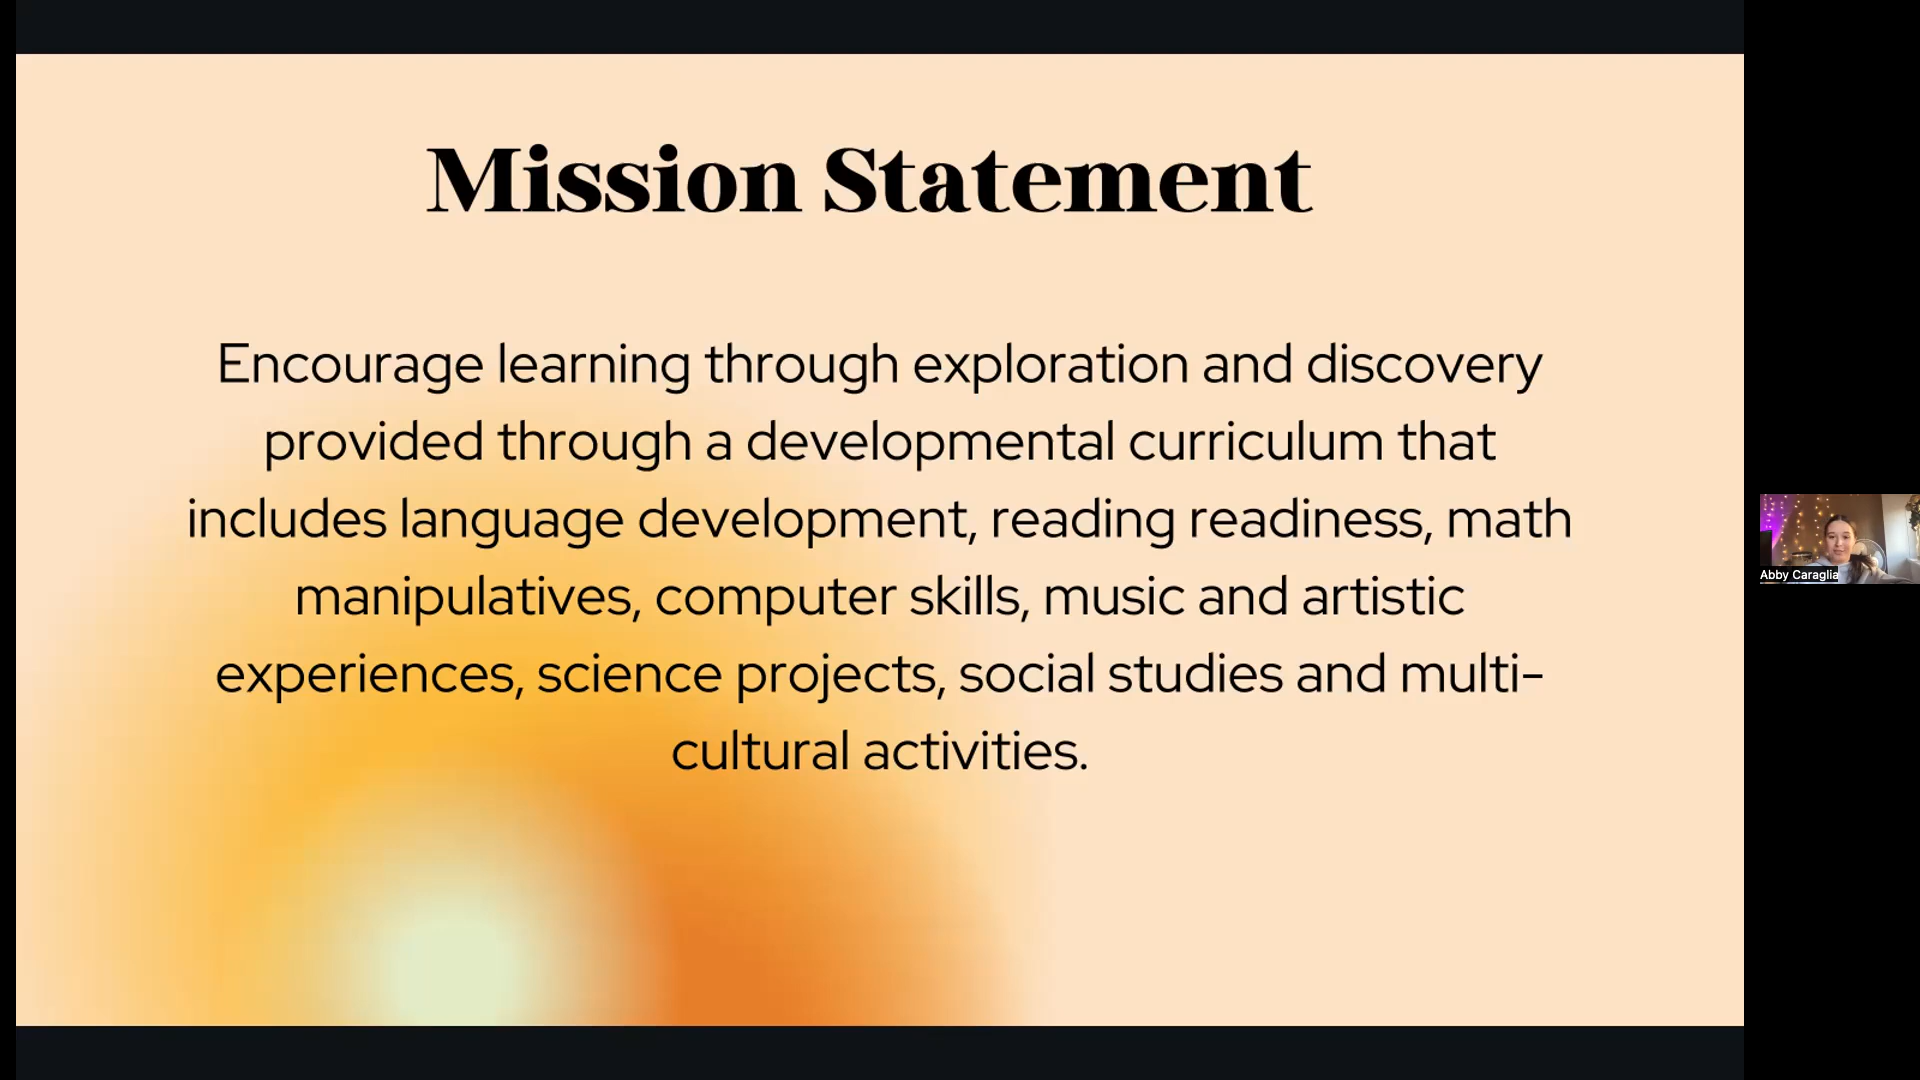 Mission Statement
Encourage learning through exploration and discovery
provided through a developmental curriculum that
includes language development, reading readiness, math
manipulatives, computer skills, music and artistic
experiences, science projects, social studies and multi-
cultural activities.
Abby Caraglia